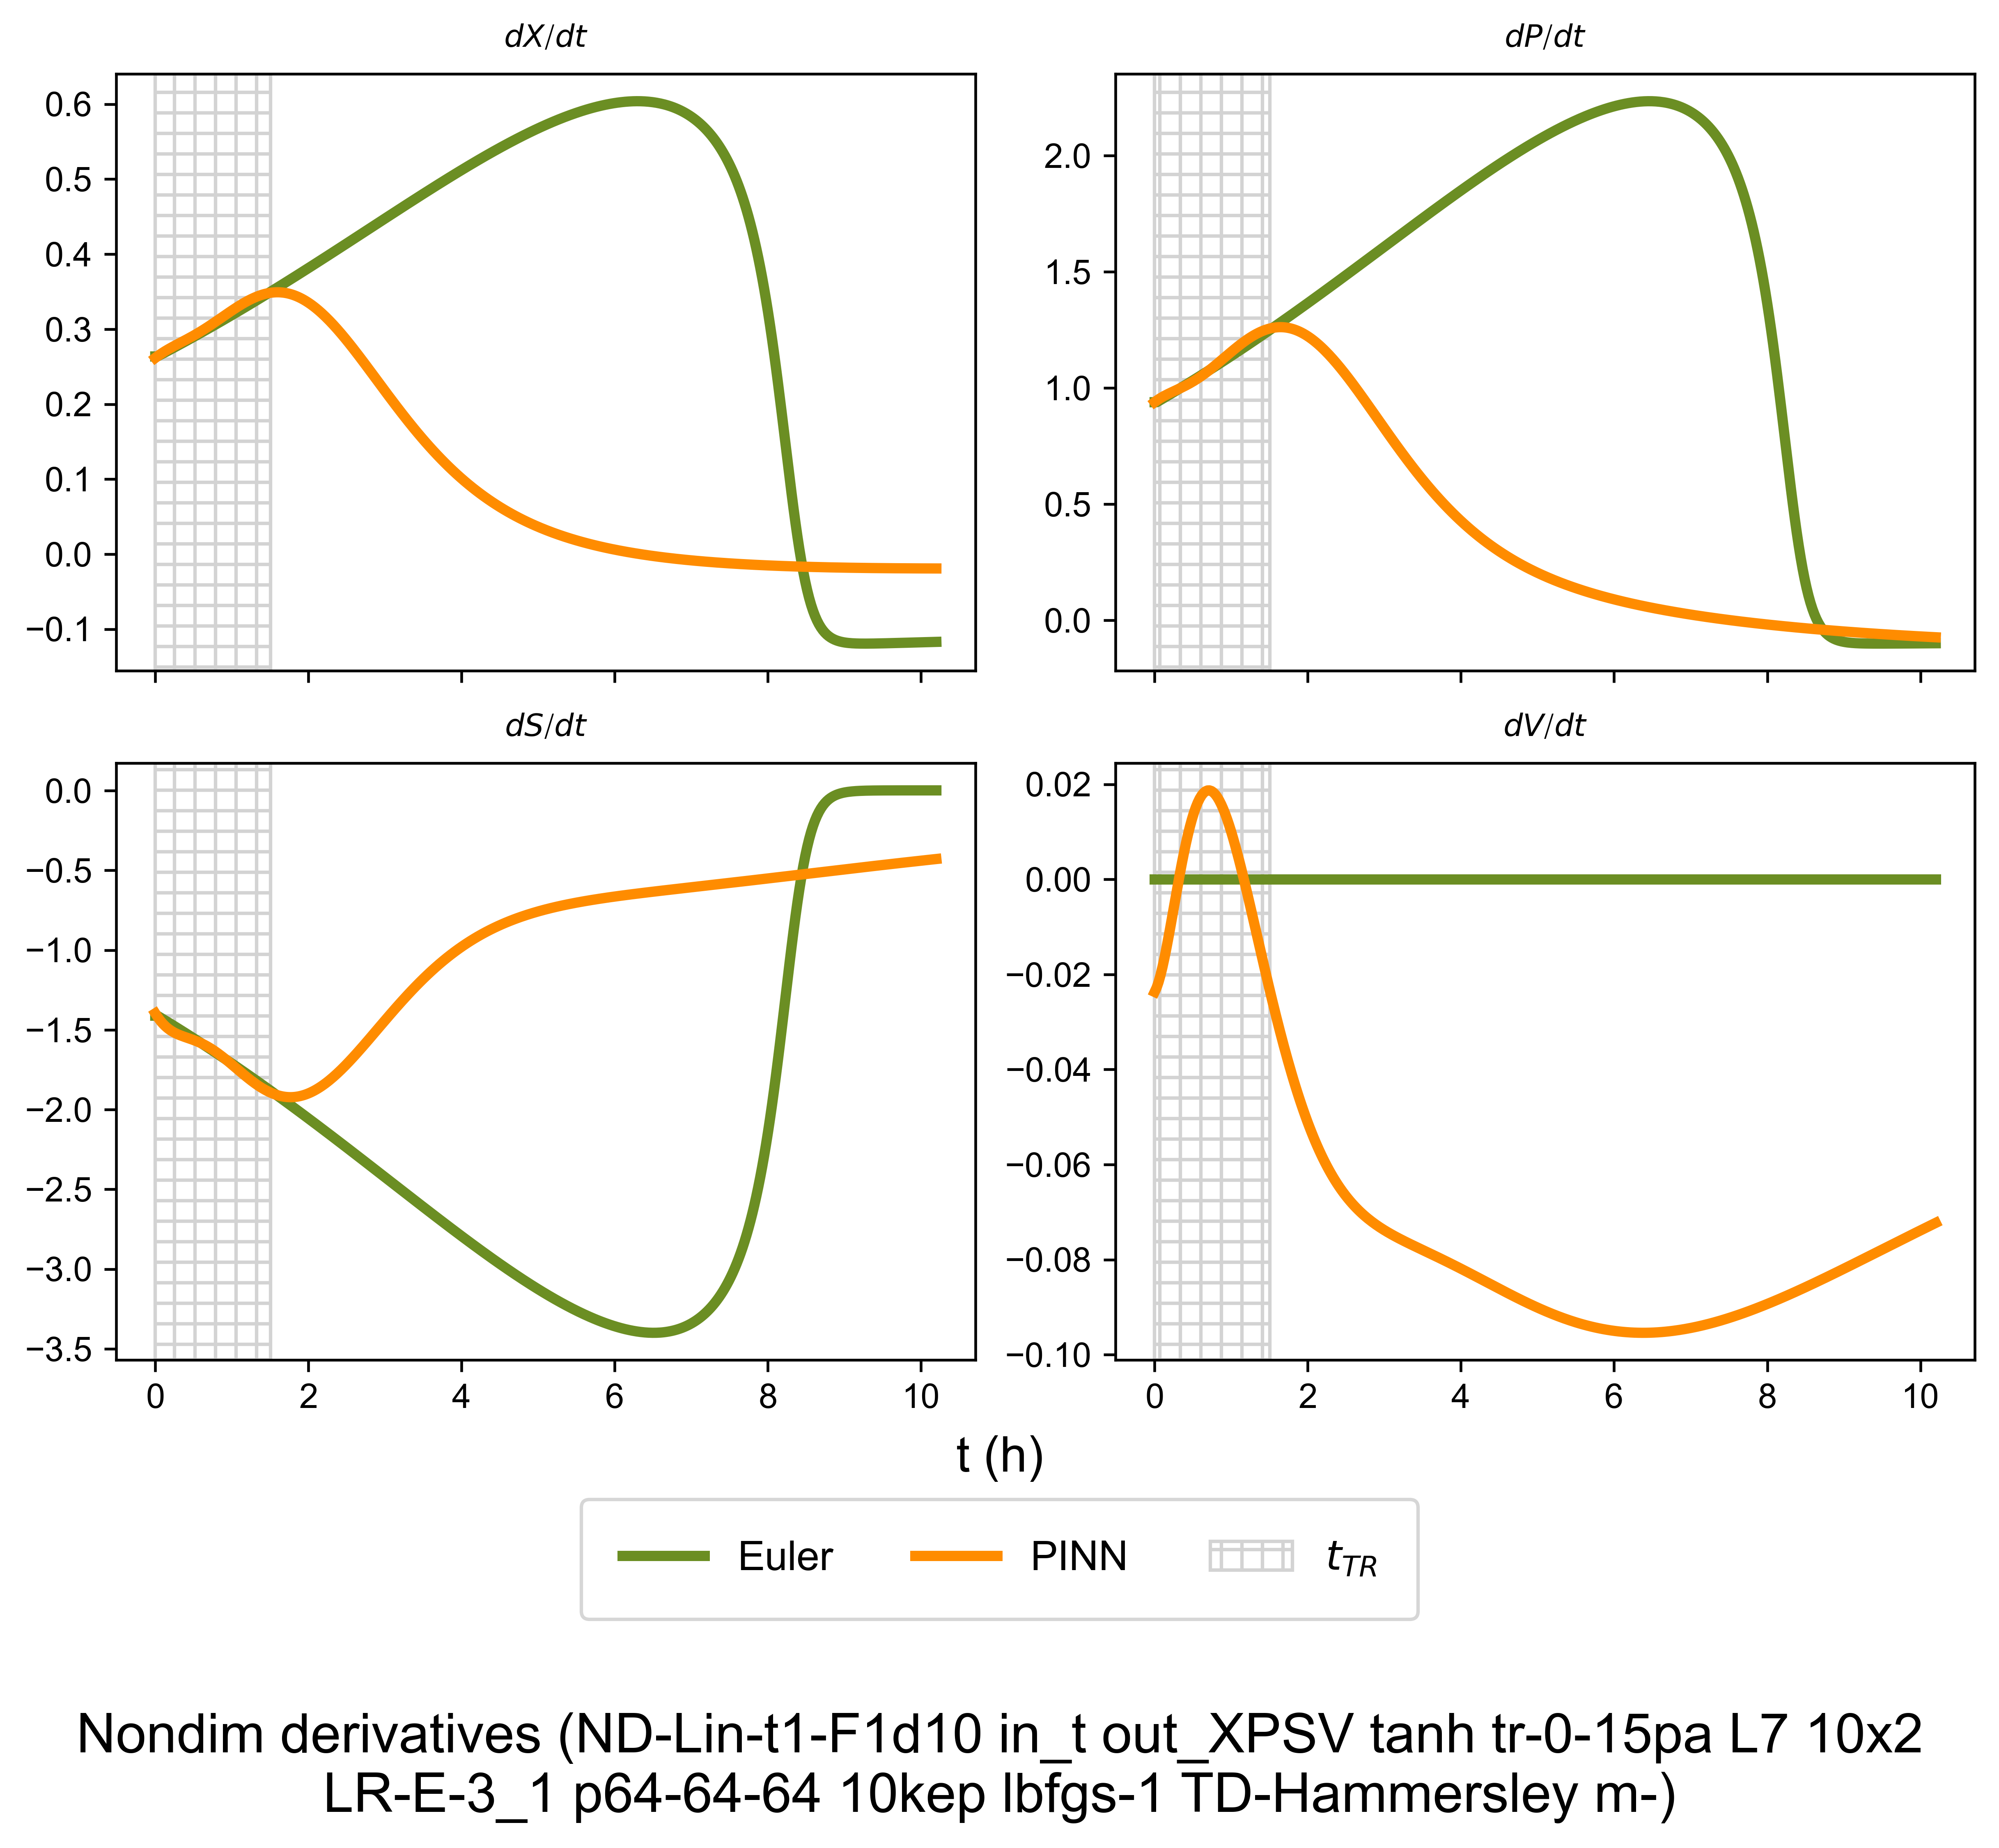 dX/dt
dP/dt
0.6
0.5
0.4
0.3
0.2
0.1
0.0
−0.1
2.0
1.5
1.0
0.5
0.0
dS/dt
dV/dt
0.0
−0.5
−1.0
−1.5
−2.0
−2.5
−3.0
−3.5
0 2 4 6 8 10
0.02
0.00
−0.02
−0.04
−0.06
−0.08
−0.10
0 2 4 6 8 10
t (h)
Euler PINN t_TR
Nondim derivatives (ND-Lin-t1-F1d10 in_t out_XPSV tanh tr-0-15pa L7 10x2
LR-E-3_1 p64-64-64 10kep lbfgs-1 TD-Hammersley m-)